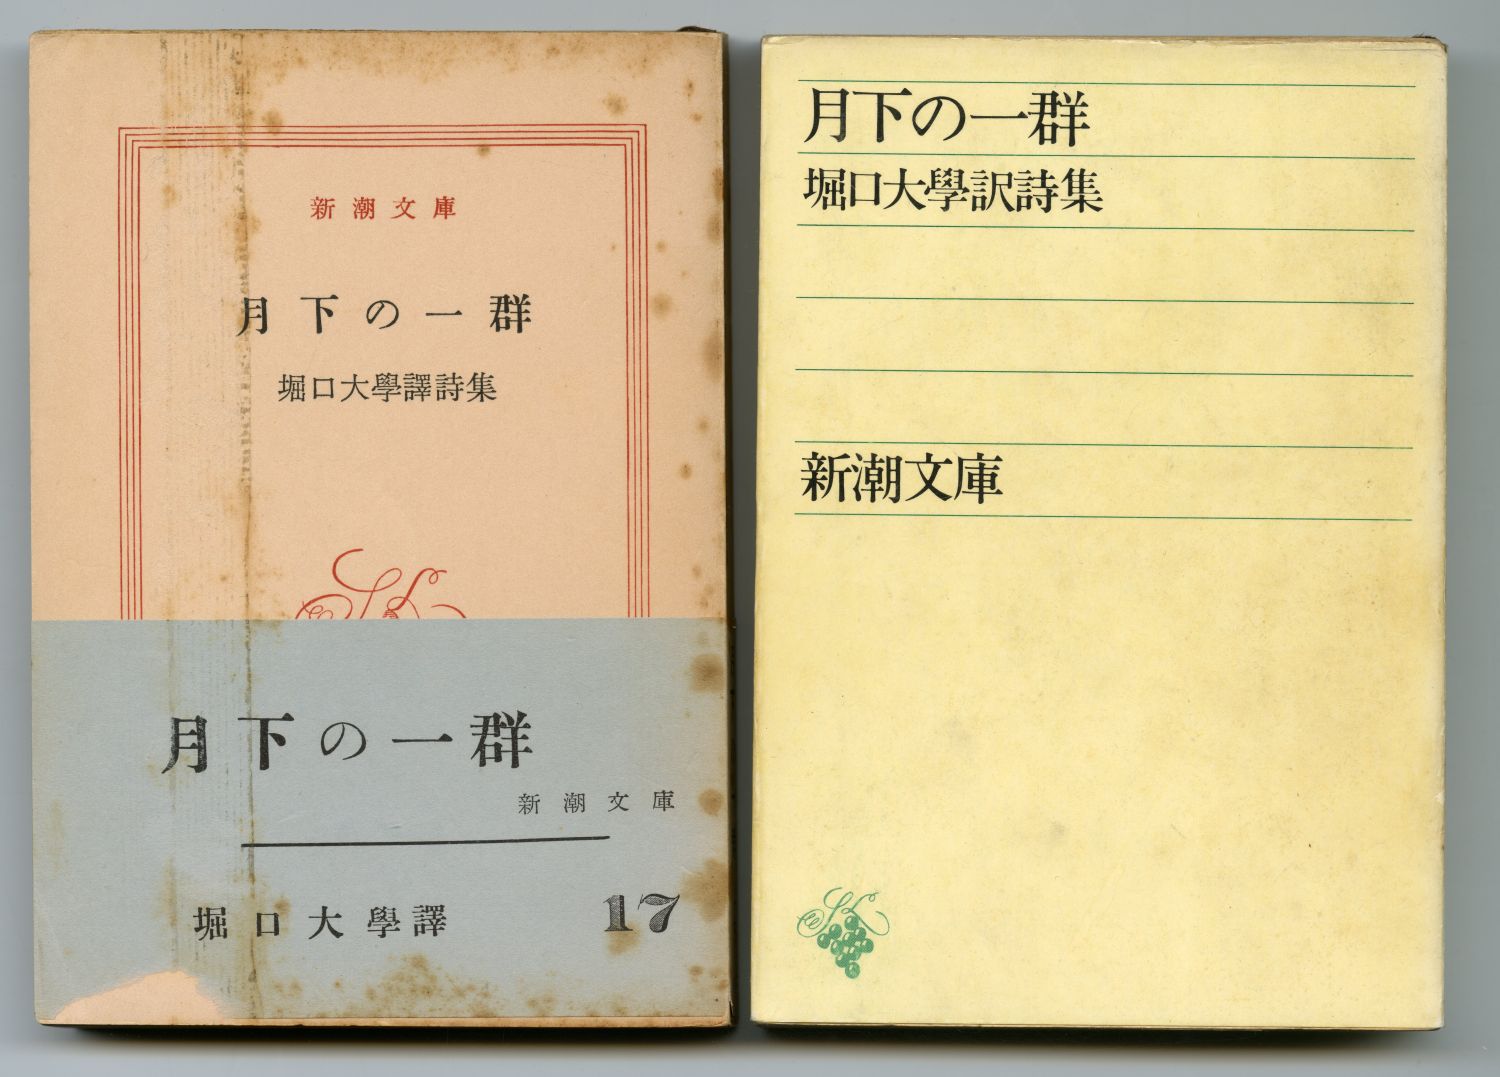 新潮文庫
月下の一群
堀口大學譯詩集
月下の一群
新潮文庫
堀口大學譯
17
月下の一群
堀口大學訳詩集
新潮文庫